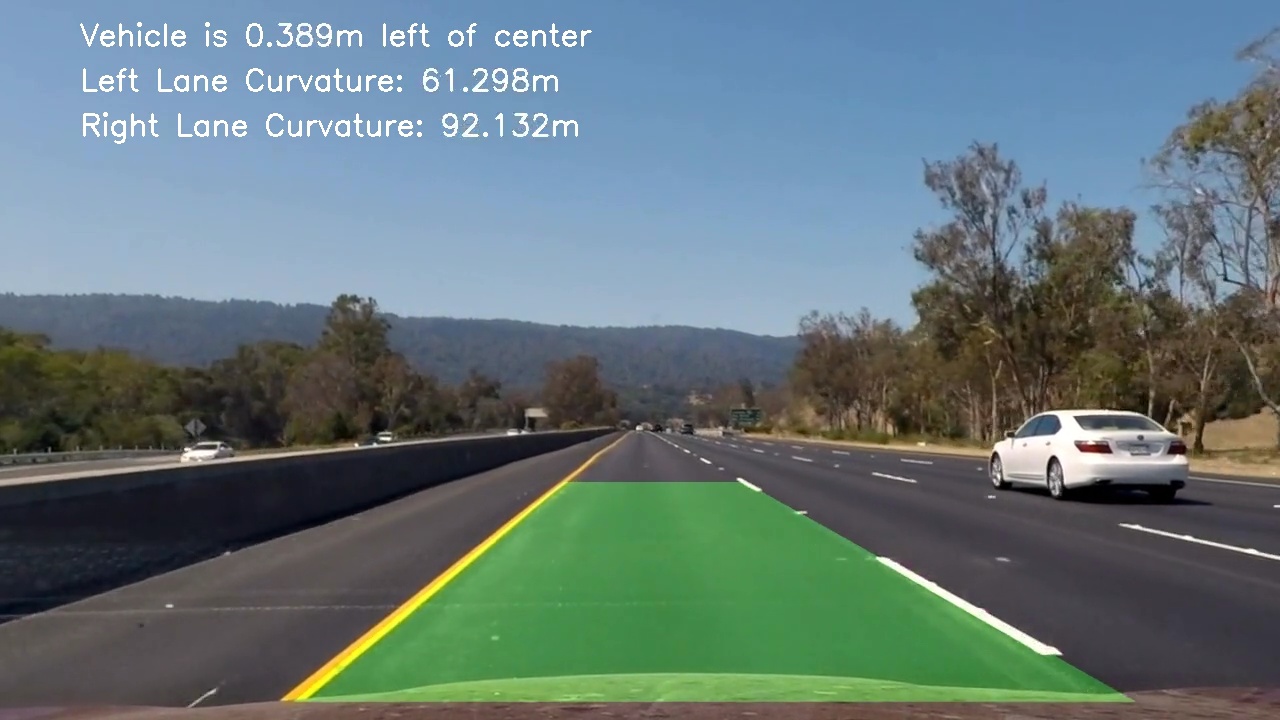 Vehicle is 0.389m left of center
Left Lane Curvature: 61.298m
Right Lane Curvature: 92.132m